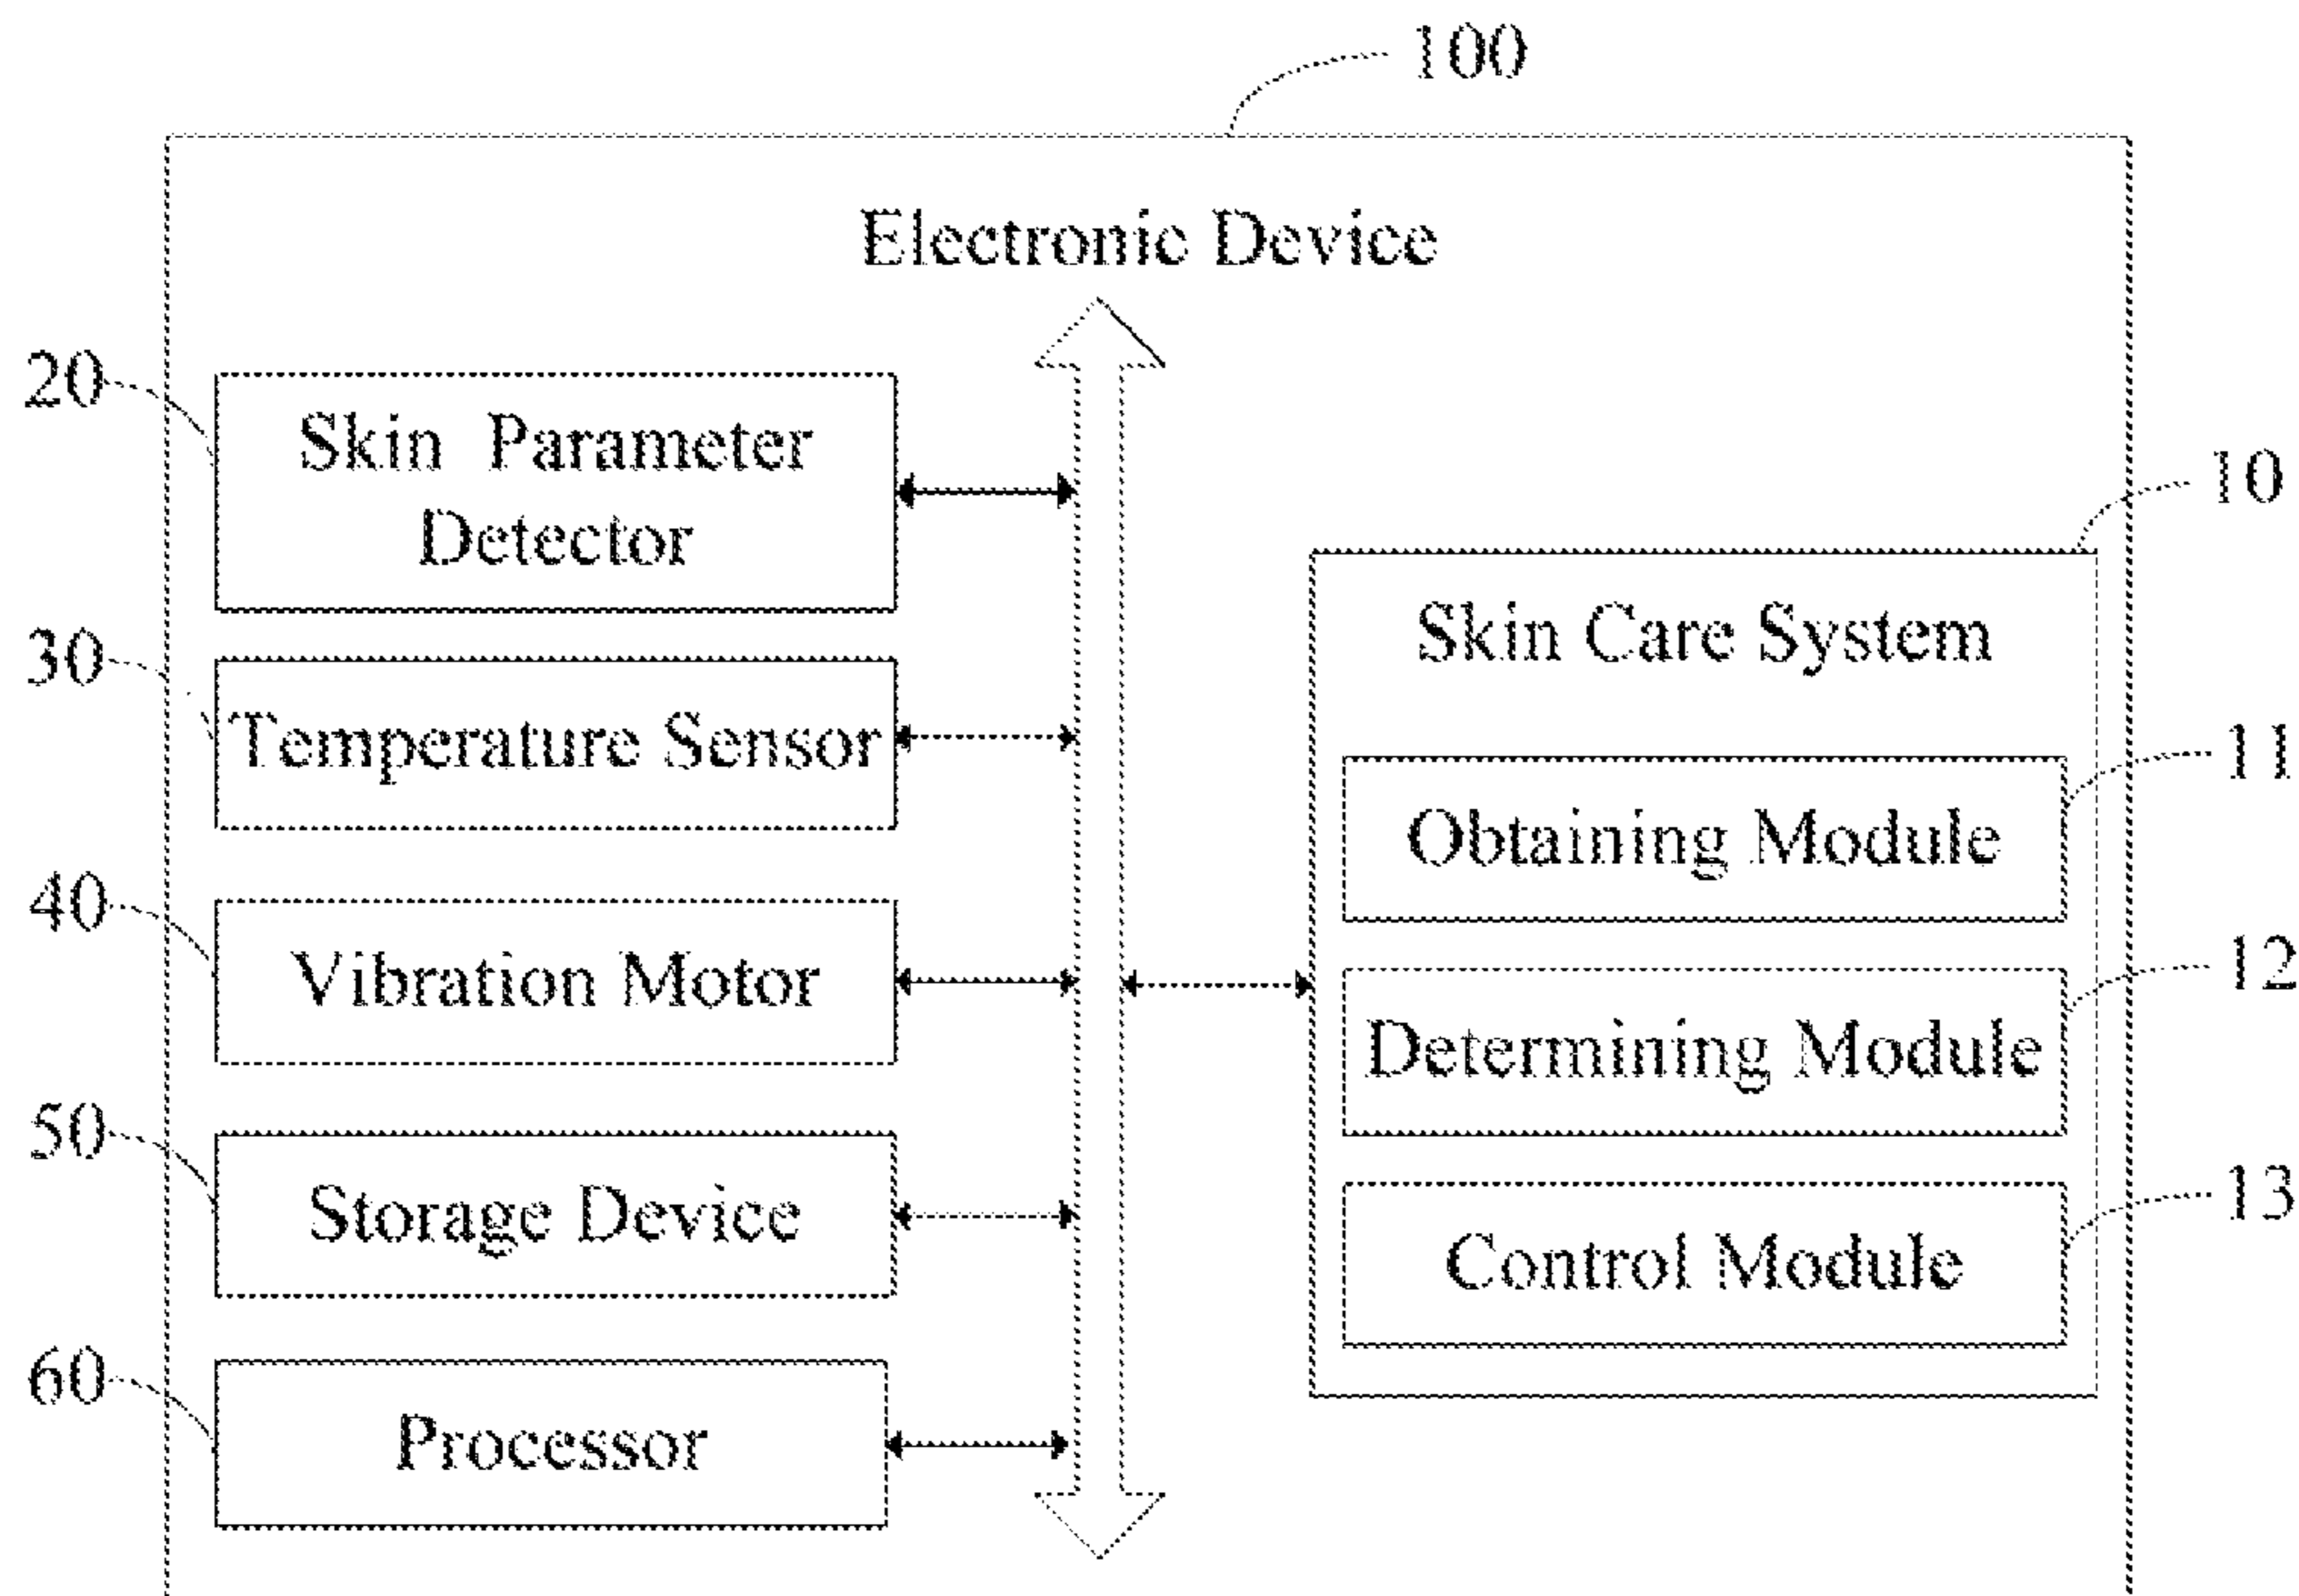 100
Electronic Device
20
Skin Parameter
Detector
10
Skin Care System
30
Temperature Sensor
11
Obtaining Module
40
Vibration Motor
12
Determining Module
50
Storage Device
13
Control Module
60
Processor